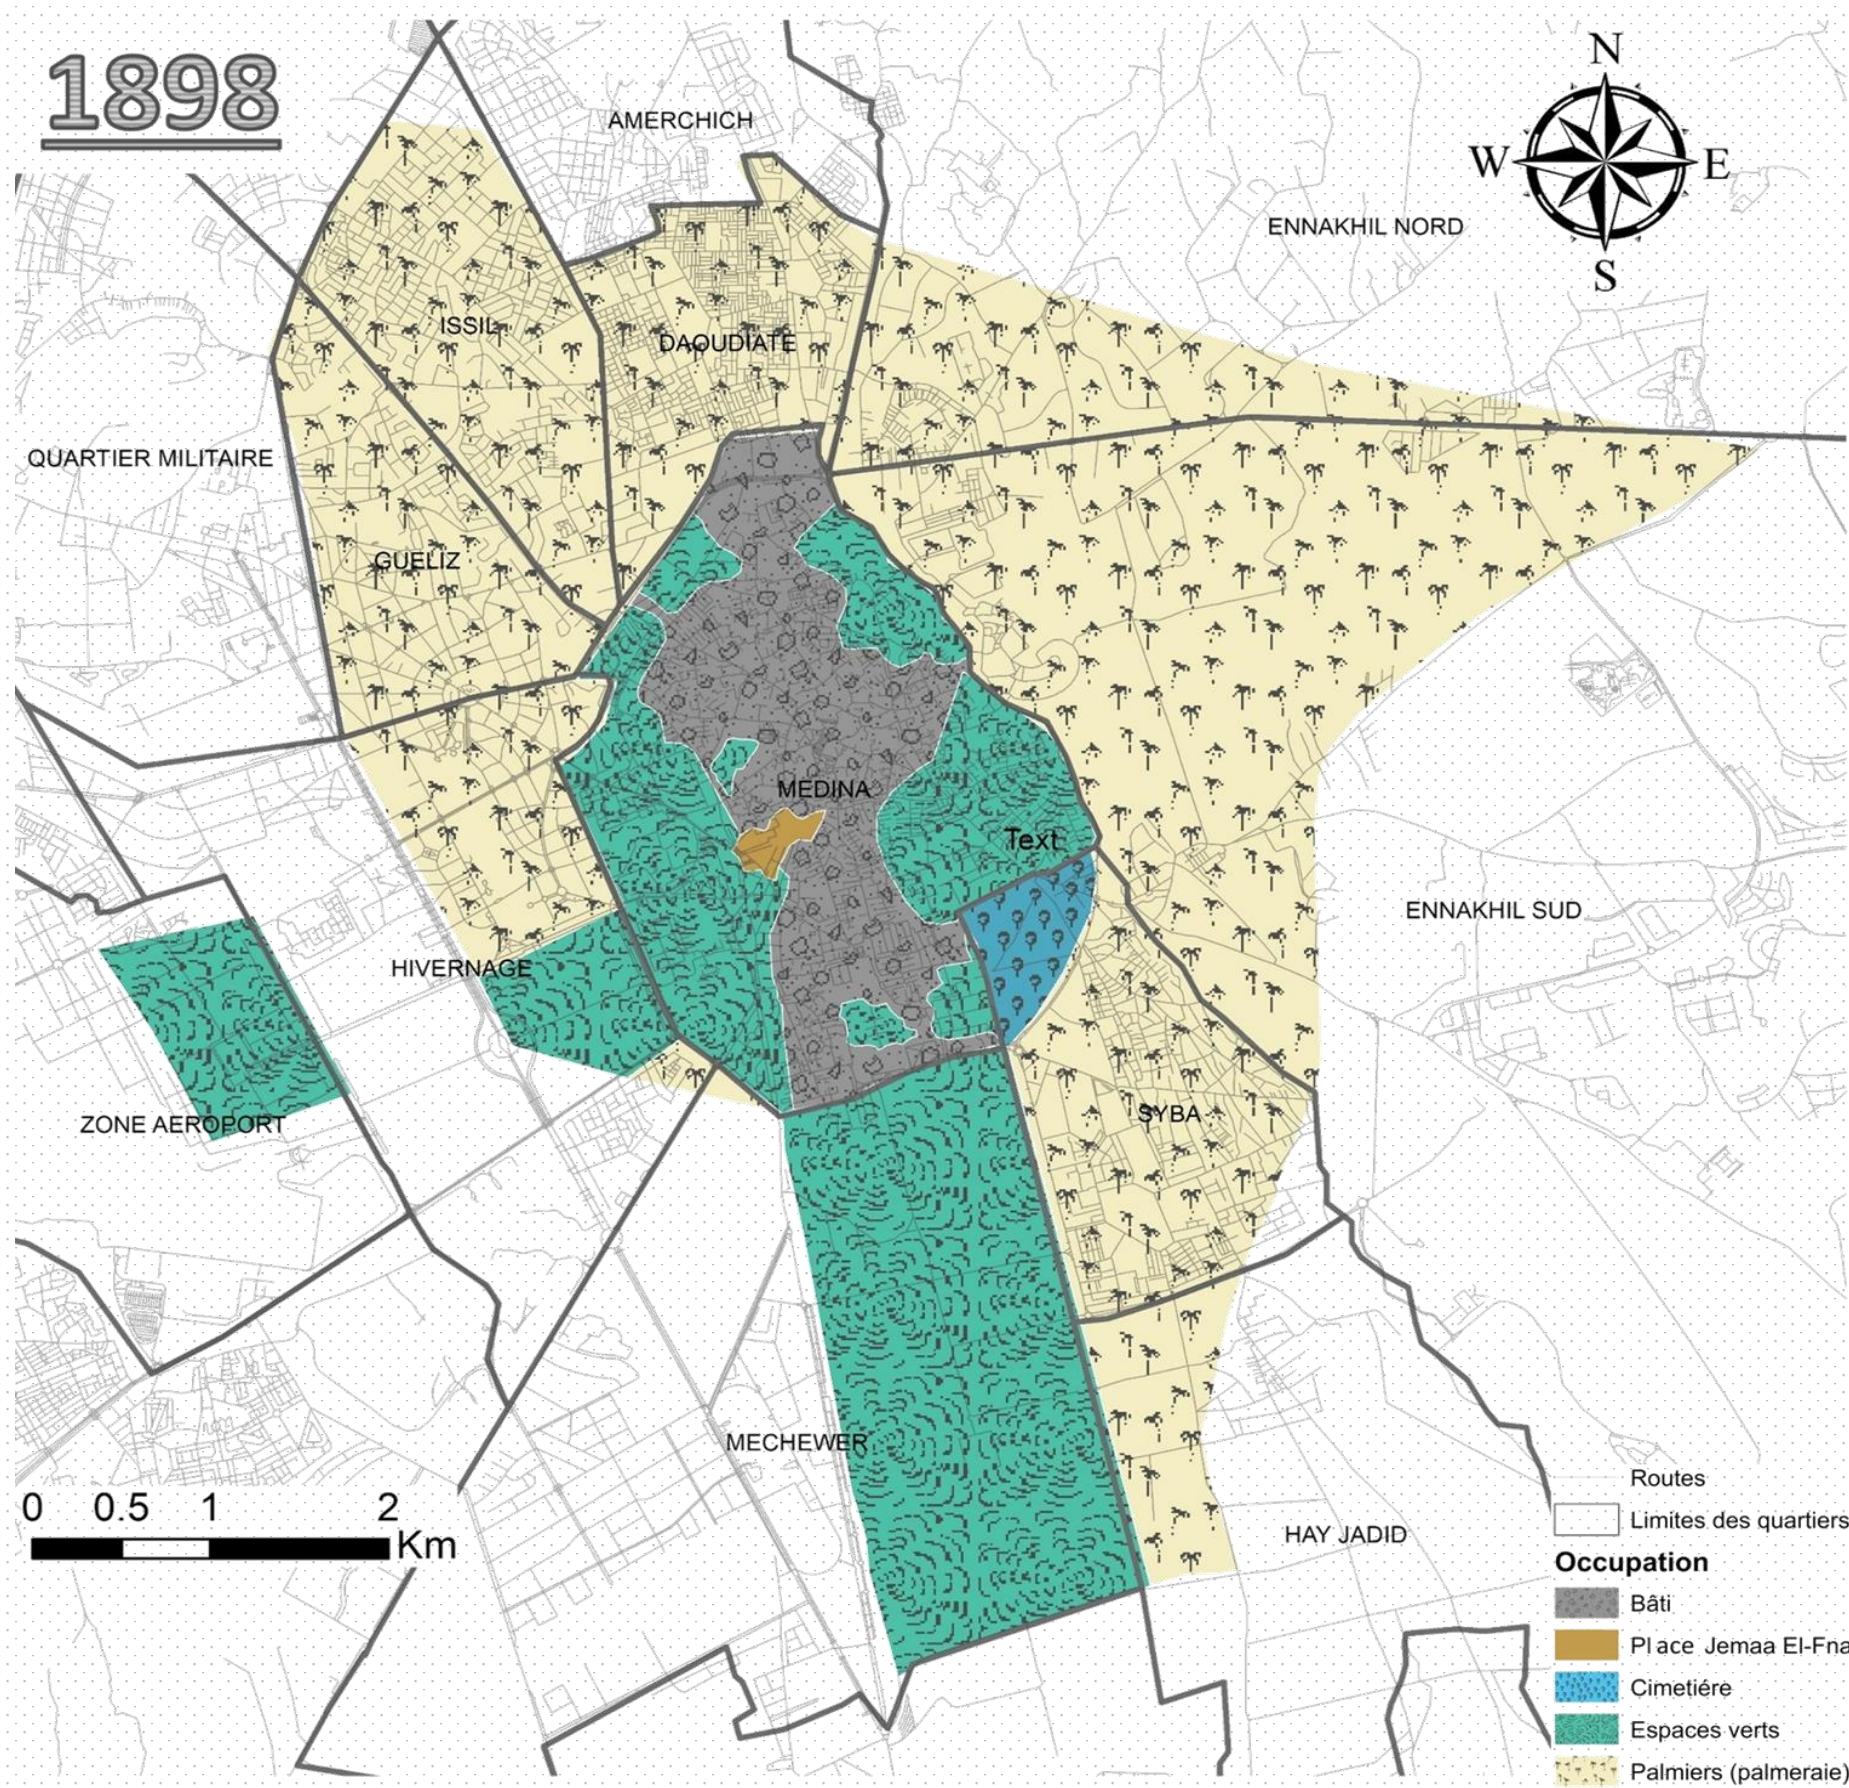 1898
N
W
E
S
AMERCHICH
ENNAKHIL NORD
ISSIL
DAOUDIATE
QUARTIER MILITAIRE
GUELIZ
MEDINA
Text
ENNAKHIL SUD
HIVERNAGE
ZONE AEROPORT
SYBA
MECHEWER
HAY JADID
0 0.5 1 2
Km
Routes
Limites des quartiers
Occupation
Bâti
Place Jemaa El-Fna
Cimetiére
Espaces verts
Palmiers (palmeraie)